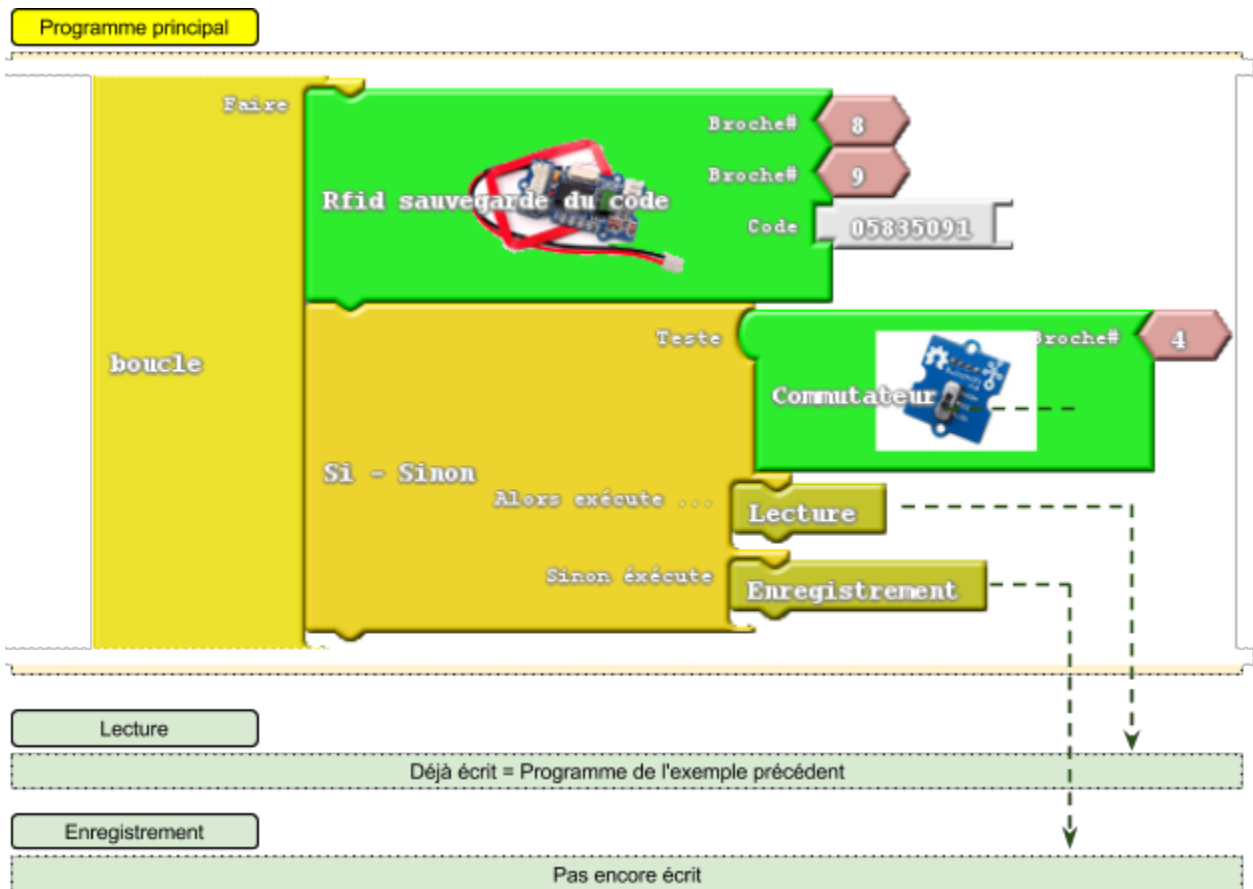 Programme principal
Faire
Broche# 8
Broche# 9
Rfid sauvegarde du code
Code 05835091
boucle
Teste
Broche# 4
Commutateur
Si - Sinon
Alors exécute ...
Lecture
Sinon éxécute
Enregistrement
Lecture
Déjà écrit = Programme de l'exemple précédent
Enregistrement
Pas encore écrit